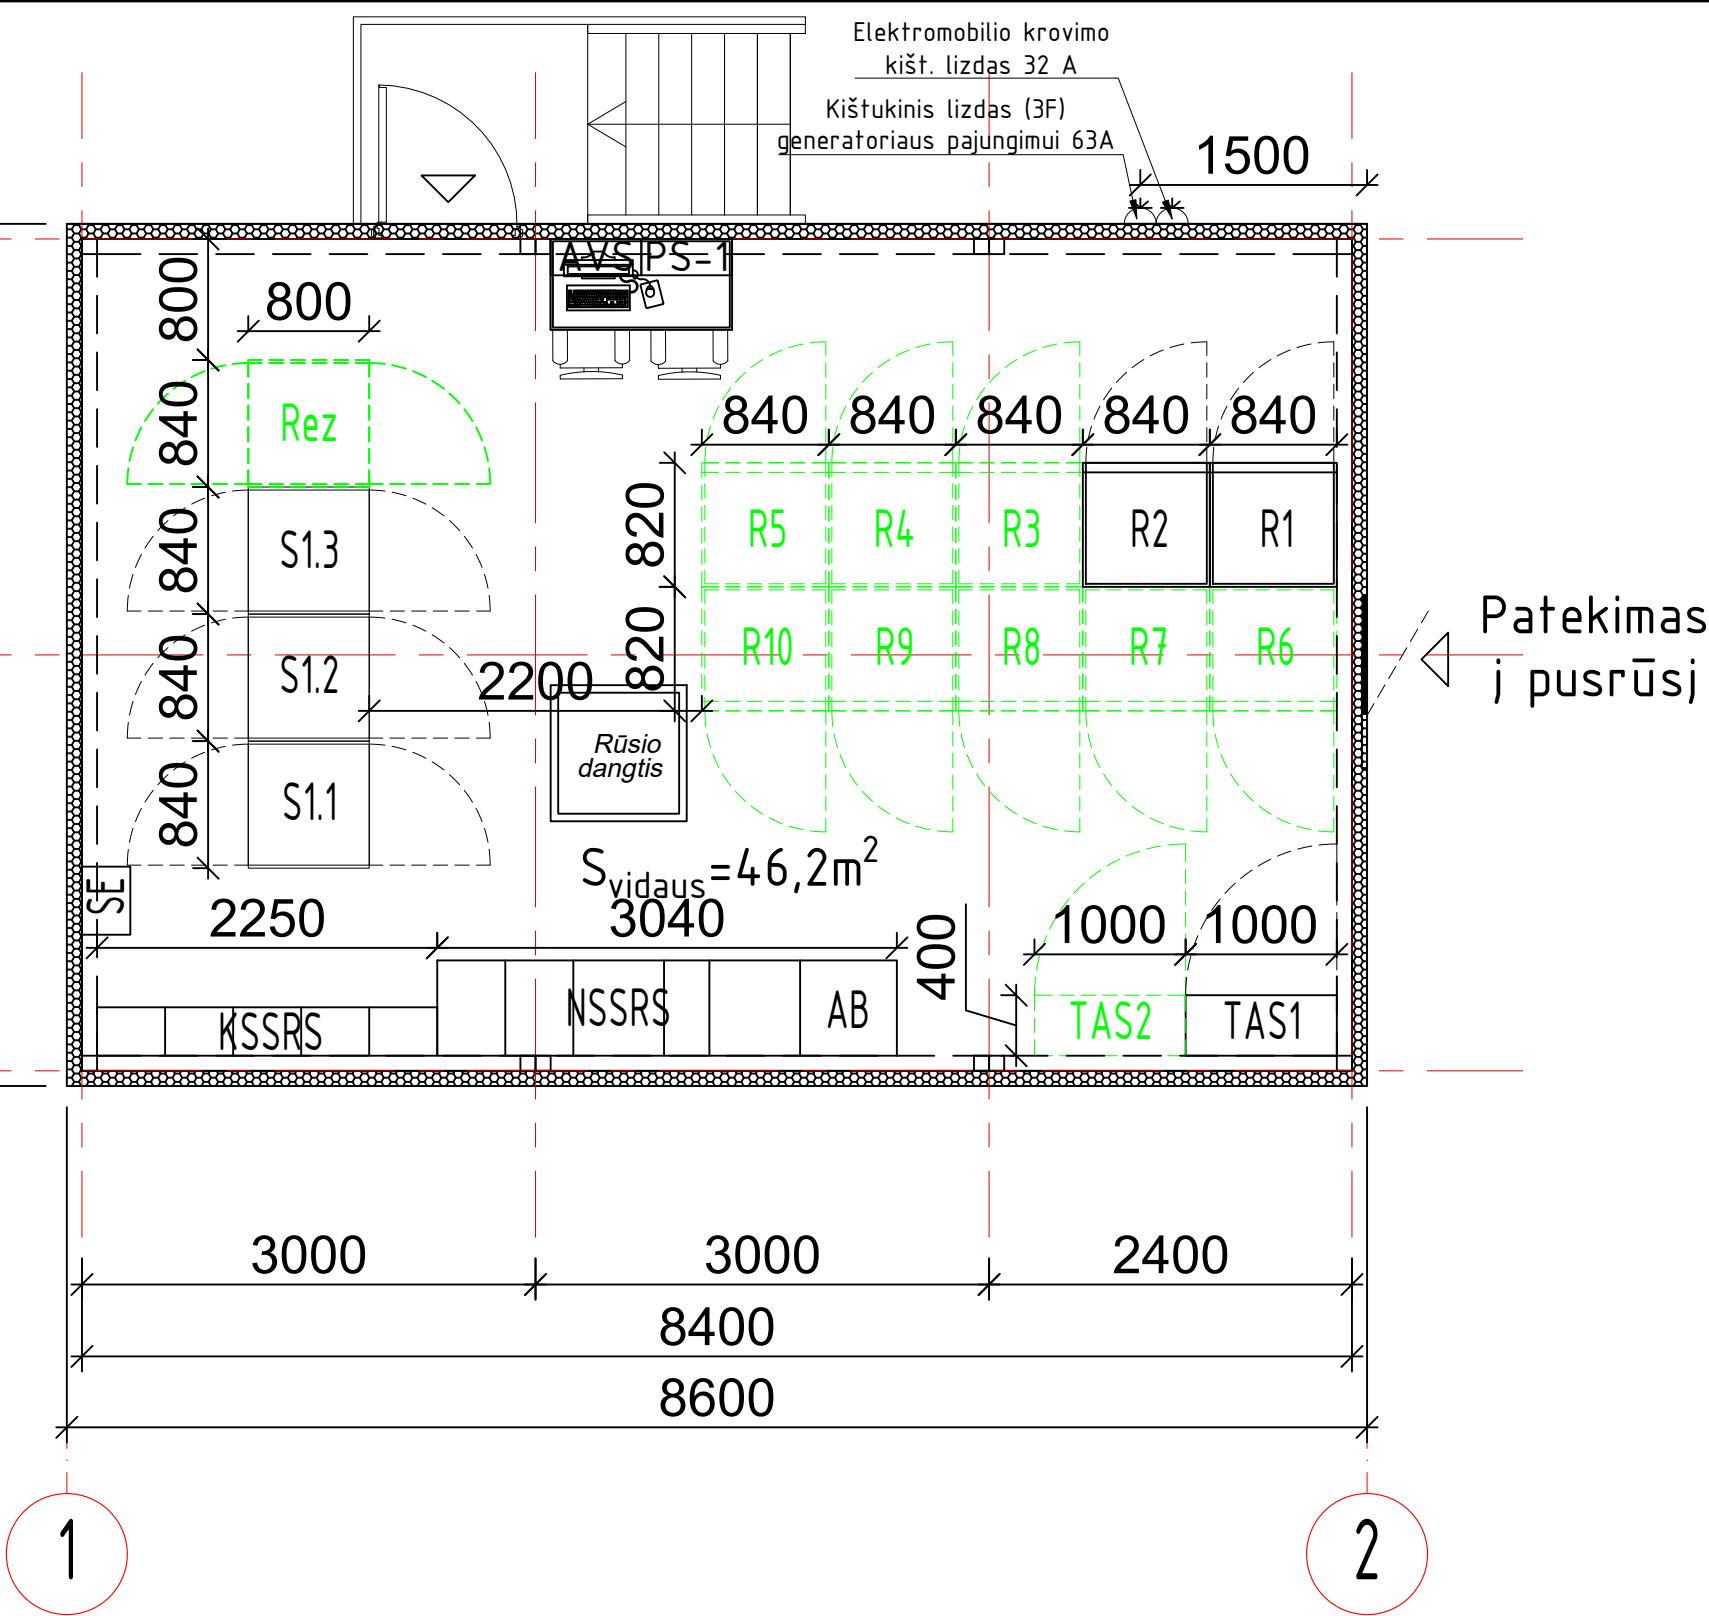 Elektromobilio krovimo
kišt. lizdas 32 A
Kištukinis lizdas (3F)
generatoriaus pajungimui 63A
1500
AVS PS-1
800
800
840
Rez
840 840 840 840 840
840
S1.3
820
R5 R4 R3 R2 R1
840
S1.2
820
R10 R9 R8 R7 R6
2200
Patekimas
į pusrūsį
Rūsio
dangtis
840
S1.1
Svidaus=46,2m²
SE
2250
3040
400
1000 1000
KSSRS
NSSRS
AB
TAS2
TAS1
3000 3000 2400
8400
8600
1 2